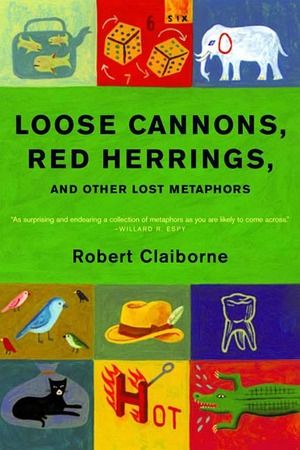 6
SIX
LOOSE CANNONS,
RED HERRINGS,
AND OTHER LOST METAPHORS
"As surprising and endearing a collection of metaphors as you are likely to come across."
–WILLARD R. ESPY
Robert Claiborne
HOT